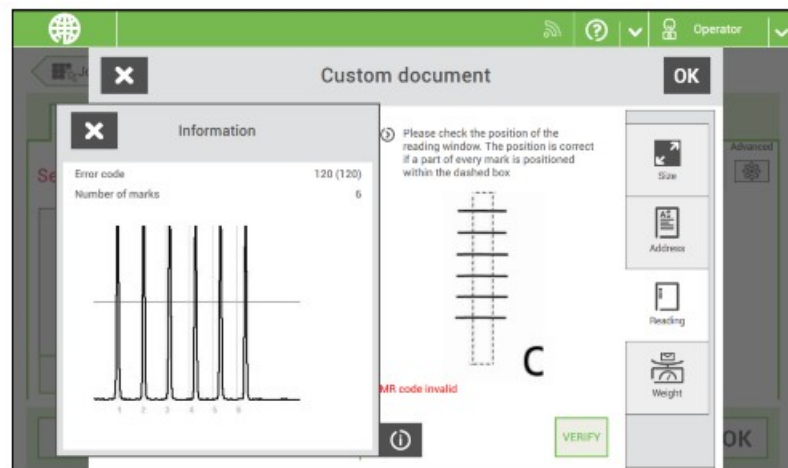 Operator
Custom document
OK
Information
Error code 120 (120)
Number of marks 6
1 2 3 4 5 6
Please check the position of the
reading window. The position is correct
if a part of every mark is positioned
within the dashed box
C
MR code invalid
VERIFY
Size
Address
Reading
Weight
Advanced
Se
OK